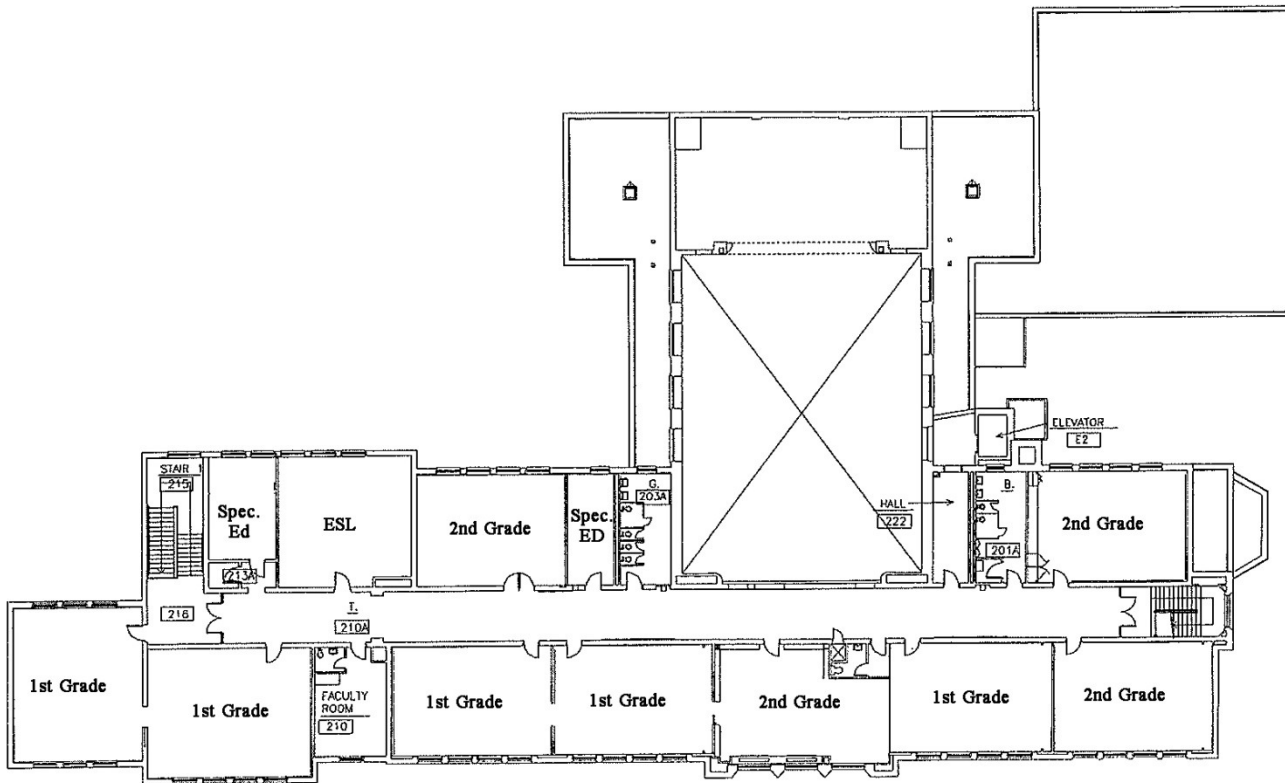 ELEVATOR
E2
STAIR 1
215
Spec.
Ed
ESL
2nd Grade
Spec.
ED
G.
203A
HALL
222
B.
201A
2nd Grade
213A
216
T.
210A
1st Grade
1st Grade
FACULTY
ROOM
210
1st Grade
1st Grade
2nd Grade
1st Grade
2nd Grade